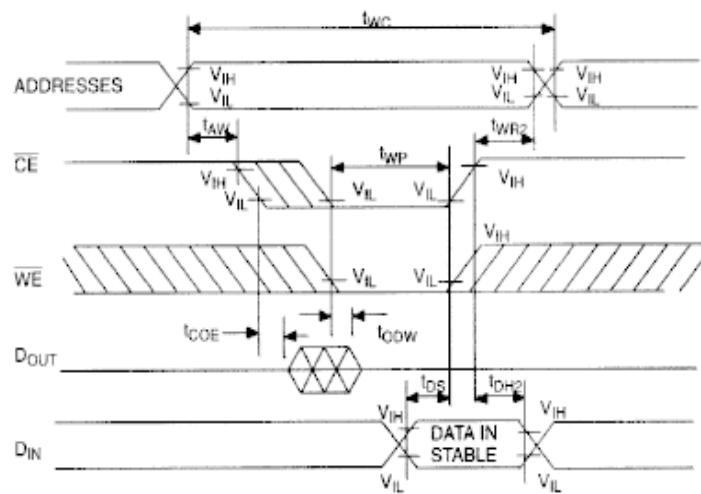 tWC
ADDRESSES
VIH
VIL
VIH
VIL
VIH
VIL
tAW
tWR2
CE
tWP
VIH
VIL
VIL
VIL
VIH
VIH
WE
VIL
VIL
tCOE
tODW
DOUT
tDS
tDH2
VIH
VIH
DIN
DATA IN
STABLE
VIL
VIL